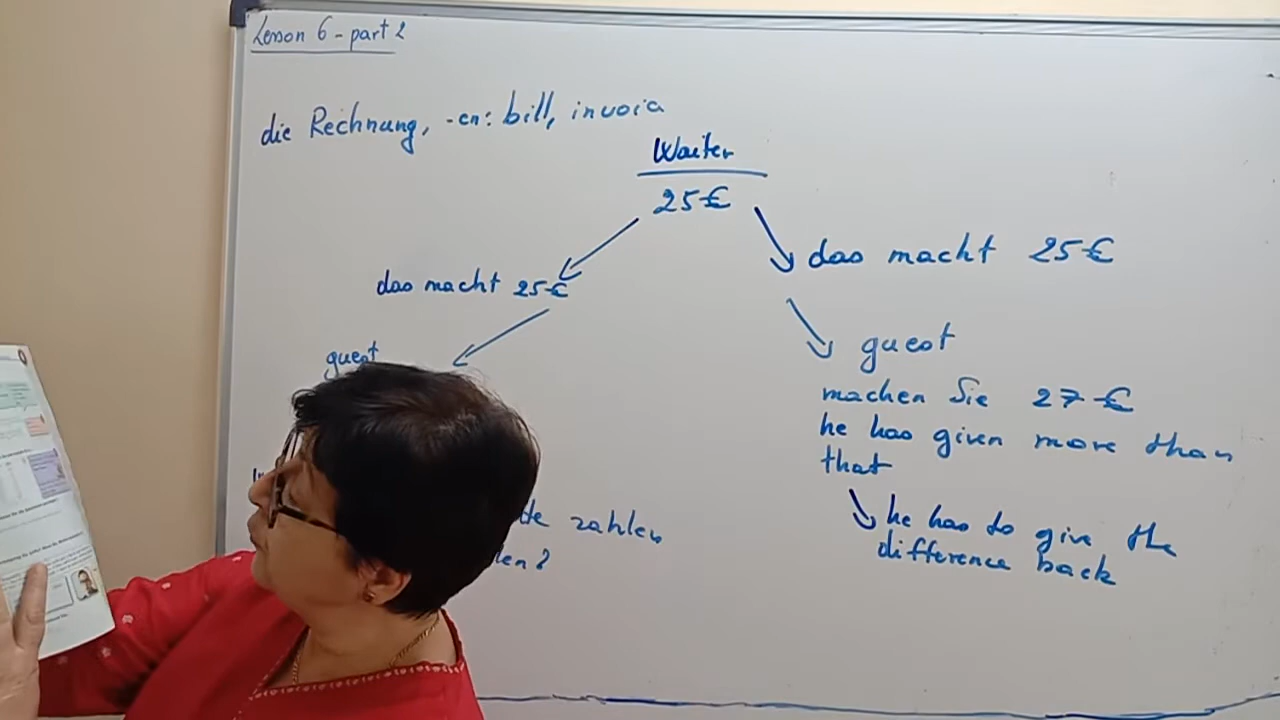 Lesson 6 - part 2
die Rechnung, -en: bill, invoia
Waiter
25€
das macht 25€
das macht 25€
guest
guest
machen Sie 27€
he has given more than
that
he has to give the
difference back
zahlen